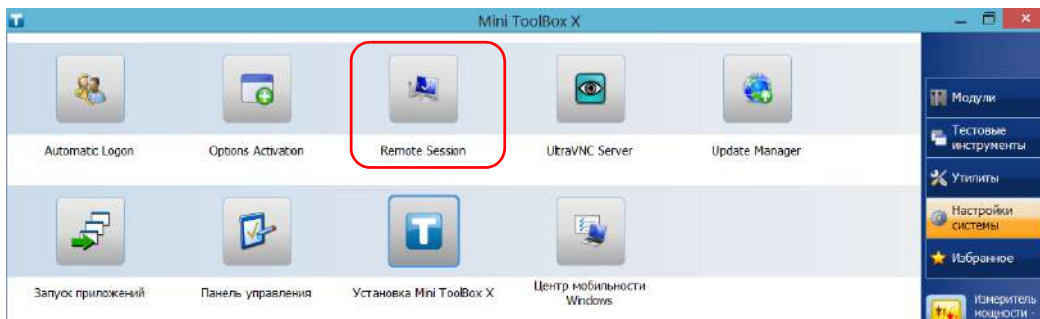 Mini ToolBox X
Automatic Logon
Options Activation
Remote Session
UltraVNC Server
Update Manager
Запуск приложений
Панель управления
Установка Mini ToolBox X
Центр мобильности
Windows
Модули
Тестовые
инструменты
Утилиты
Настройки
системы
Избранное
Измеритель
мощности -